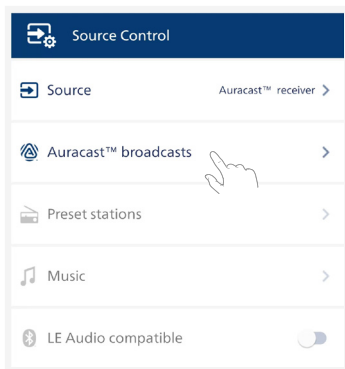 Source Control
Source Auracast™ receiver
Auracast™ broadcasts
Preset stations
Music
LE Audio compatible